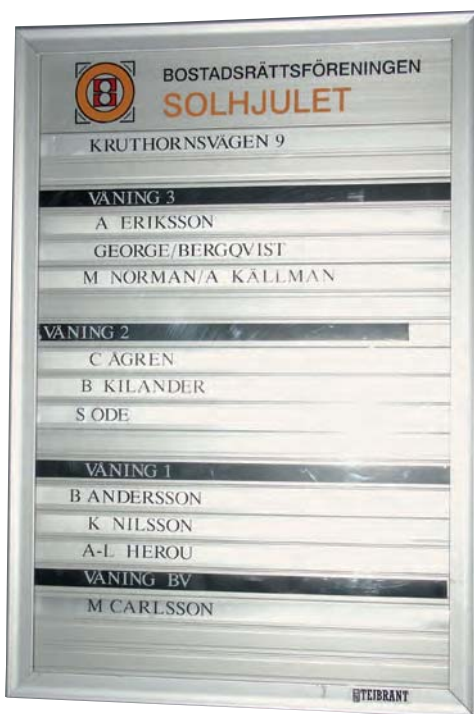 BOSTADSRÄTTSFÖRENINGEN
SOLHJULET
KRUTHORNSVÄGEN 9
VÅNING 3
A ERIKSSON
GEORGE/BERGQVIST
M NORMAN/A KÄLLMAN
VÅNING 2
C ÅGREN
B KILANDER
S ODE
VÅNING 1
B ANDERSSON
K NILSSON
A-L HEROU
VÅNING BV
M CARLSSON
TEIBRANT